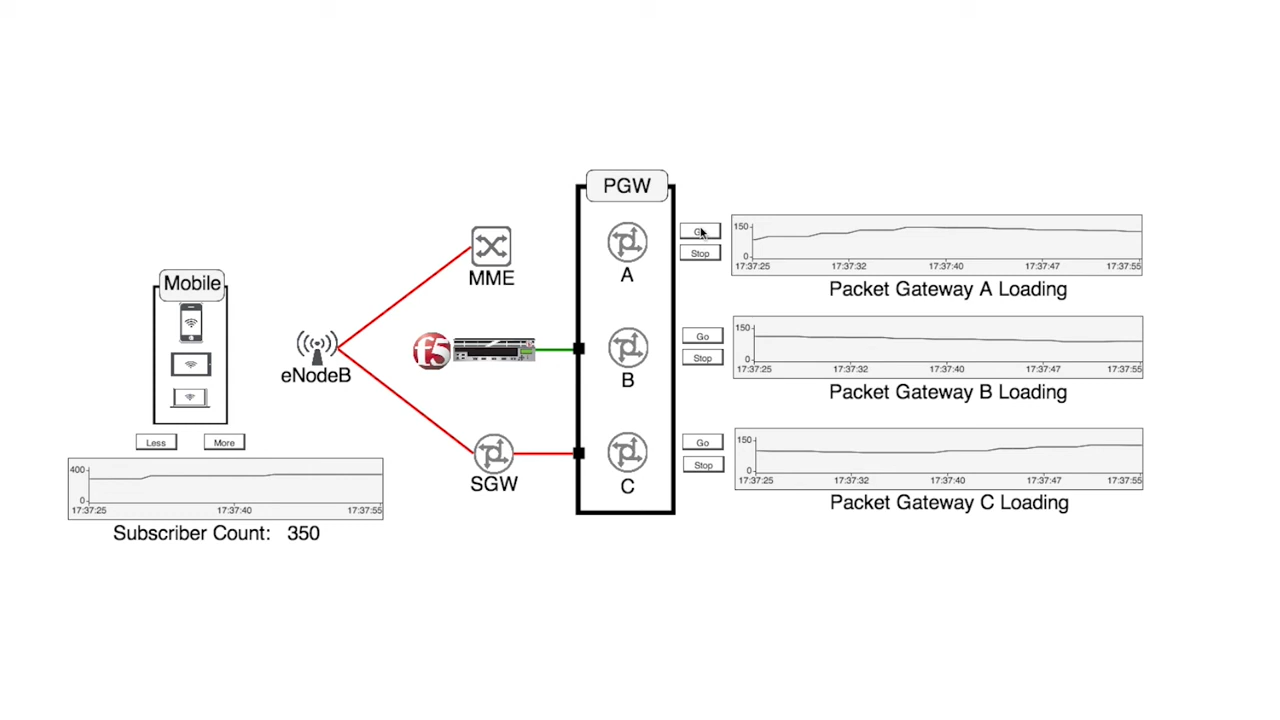 PGW
A
B
C
Mobile
eNodeB
MME
f5
SGW
Less
More
400
0
17:37:25 17:37:40 17:37:55
Subscriber Count: 350
Stop
150
0
17:37:25 17:37:32 17:37:40 17:37:47 17:37:55
Packet Gateway A Loading
Go
Stop
150
0
17:37:25 17:37:32 17:37:40 17:37:47 17:37:55
Packet Gateway B Loading
Go
Stop
150
0
17:37:25 17:37:32 17:37:40 17:37:47 17:37:55
Packet Gateway C Loading